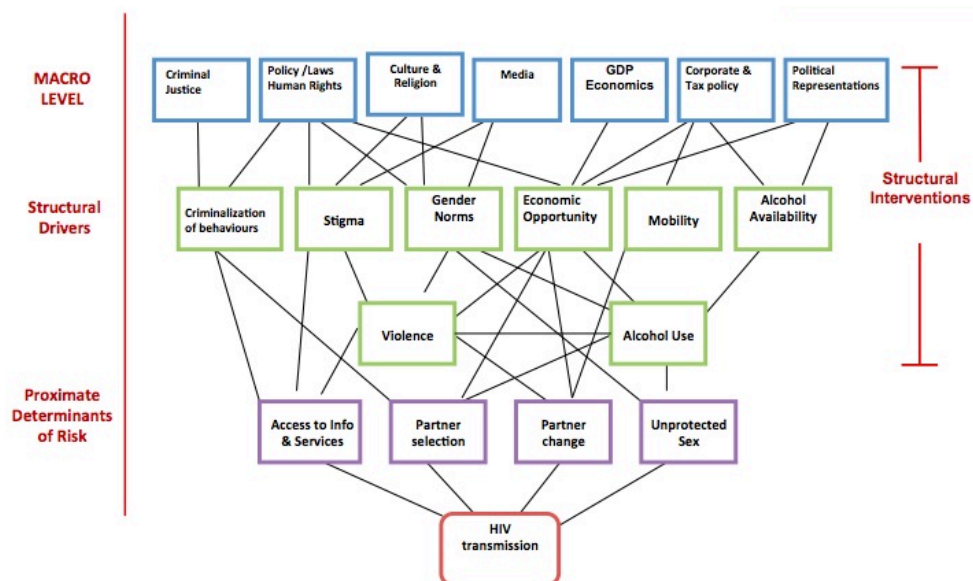 MACRO
LEVEL
Criminal
Justice
Policy /Laws
Human Rights
Culture &
Religion
Media
GDP
Economics
Corporate &
Tax policy
Political
Representations
Structural
Drivers
Criminalization
of behaviours
Stigma
Gender
Norms
Economic
Opportunity
Mobility
Alcohol
Availability
Structural
Interventions
Violence
Alcohol Use
Proximate
Determinants
of Risk
Access to Info
& Services
Partner
selection
Partner
change
Unprotected
Sex
HIV
transmission